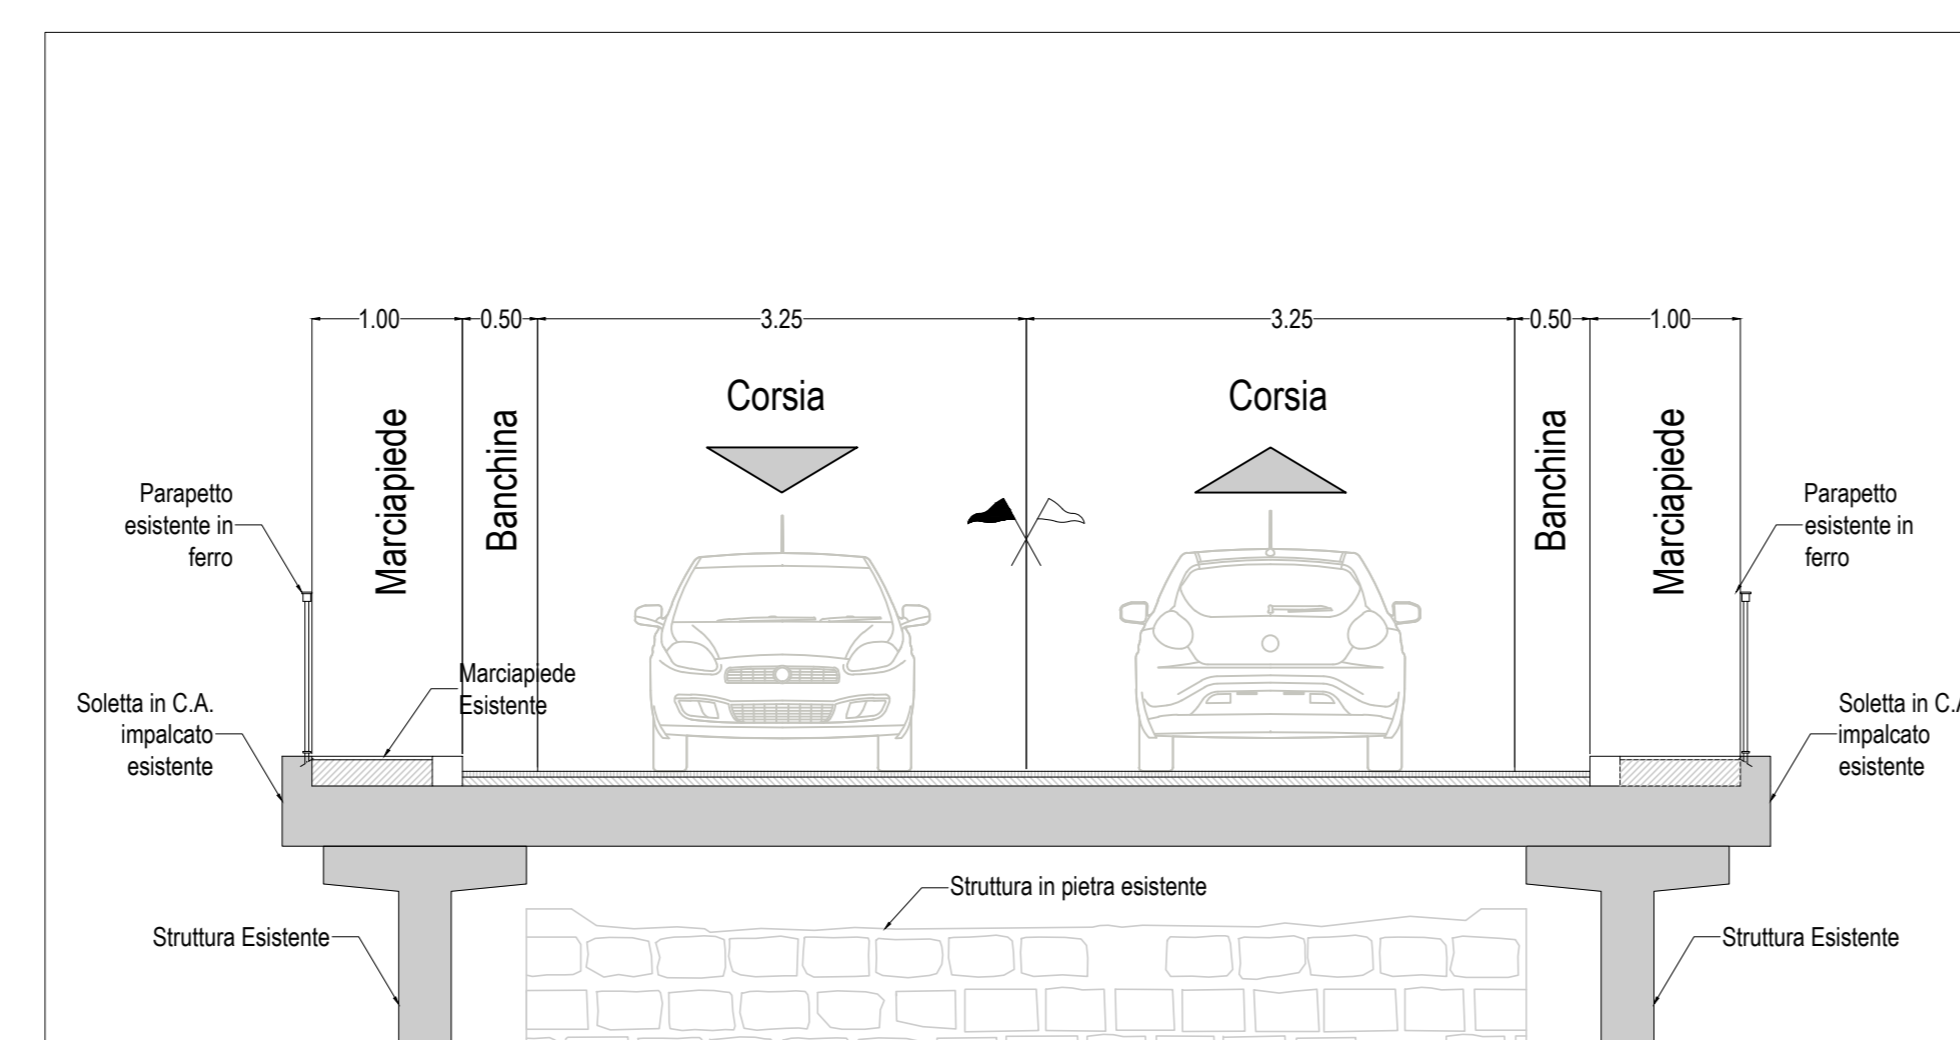 1.00 0.50 3.25 3.25 0.50 1.00
Corsia
Corsia
Marciapiede
Banchina
Banchina
Marciapiede
Parapetto
esistente in
ferro
Parapetto
esistente in
ferro
Marciapiede
Esistente
Soletta in C.A.
impalcato
esistente
Soletta in C.A
impalcato
esistente
Struttura in pietra esistente
Struttura Esistente
Struttura Esistente